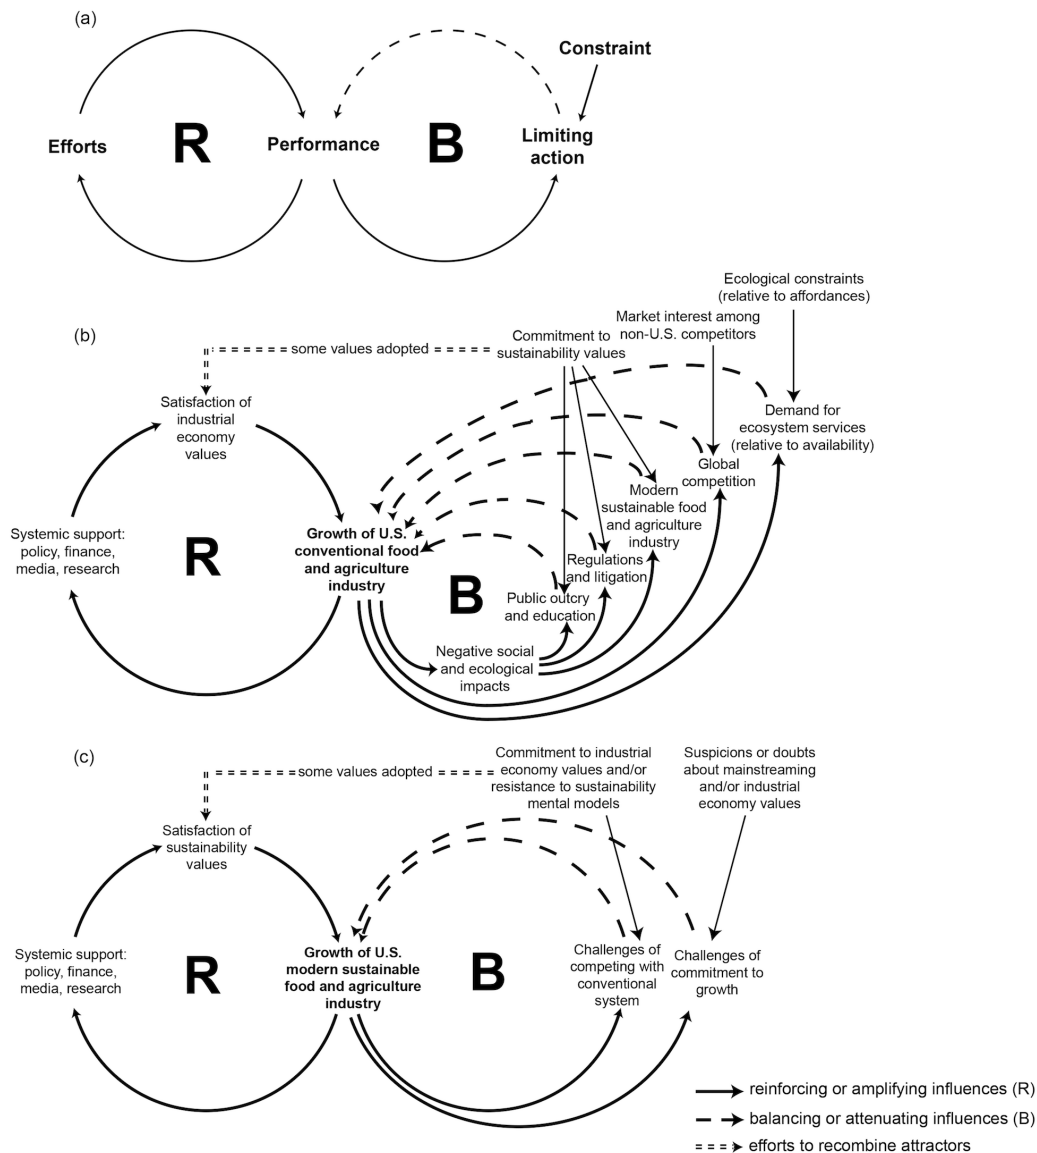 (a)
Constraint
Efforts
R
Performance
B
Limiting
action
Ecological constraints
(relative to affordances)
Market interest among
non-U.S. competitors
(b)
Commitment to
sustainability values
some values adopted
Satisfaction of
industrial
economy
values
Demand for
ecosystem services
(relative to availability)
Global
competition
Modern
sustainable food
and agriculture
industry
Systemic support:
policy, finance,
media, research
R
Growth of U.S.
conventional food
and agriculture
industry
Regulations
and litigation
B
Public outcry
and education
Negative social
and ecological
impacts
(c)
Commitment to industrial
economy values and/or
resistance to sustainability
mental models
Suspicions or doubts
about mainstreaming
and/or industrial
economy values
some values adopted
Satisfaction of
sustainability
values
Systemic support:
policy, finance,
media, research
R
Growth of U.S.
modern sustainable
food and agriculture
industry
B
Challenges of
competing with
conventional
system
Challenges of
commitment to
growth
reinforcing or amplifying influences (R)
balancing or attenuating influences (B)
efforts to recombine attractors